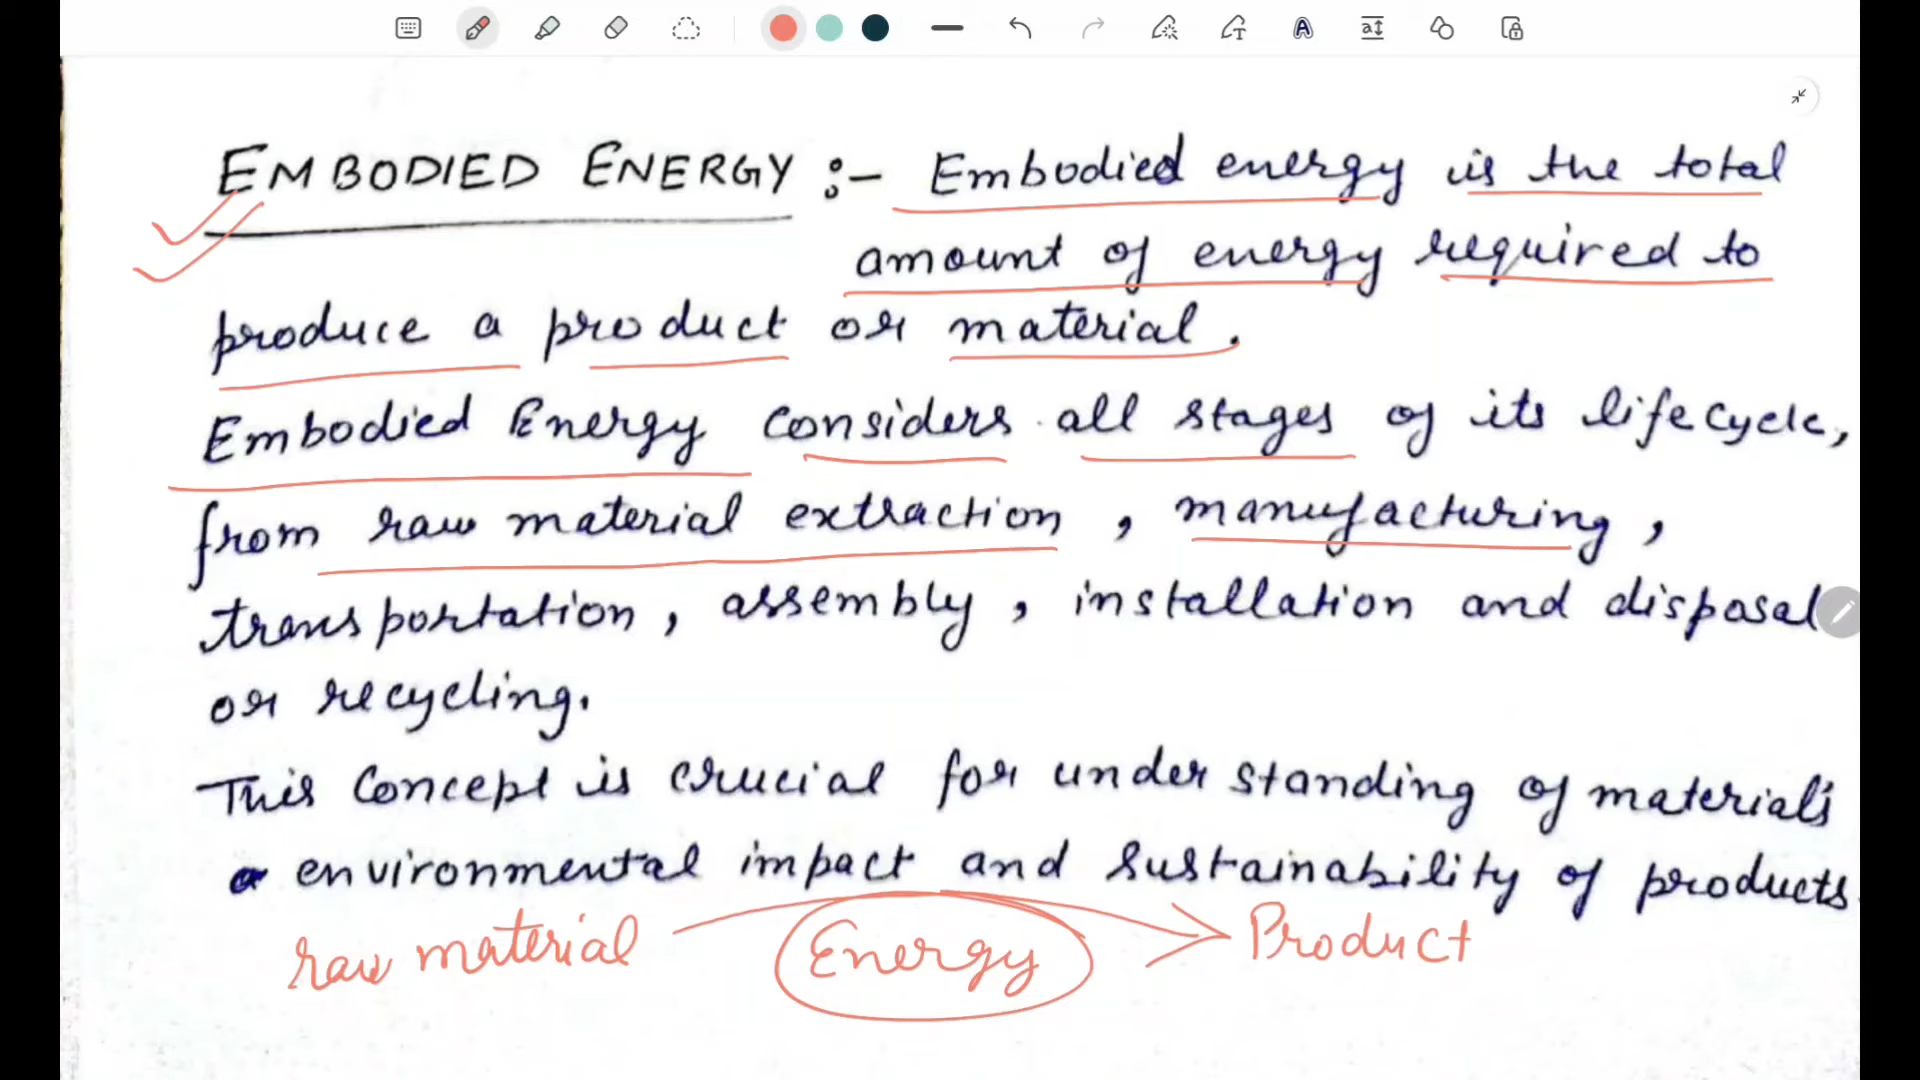 EMBODIED ENERGY :- Embodied energy is the total
amount of energy required to
produce a product or material.
Embodied Energy considers all stages of its lifecycle,
from raw material extraction, manufacturing,
transportation, assembly, installation and disposal
or recycling.
This concept is crucial for understanding of material's
environmental impact and sustainability of products
raw material Energy Product